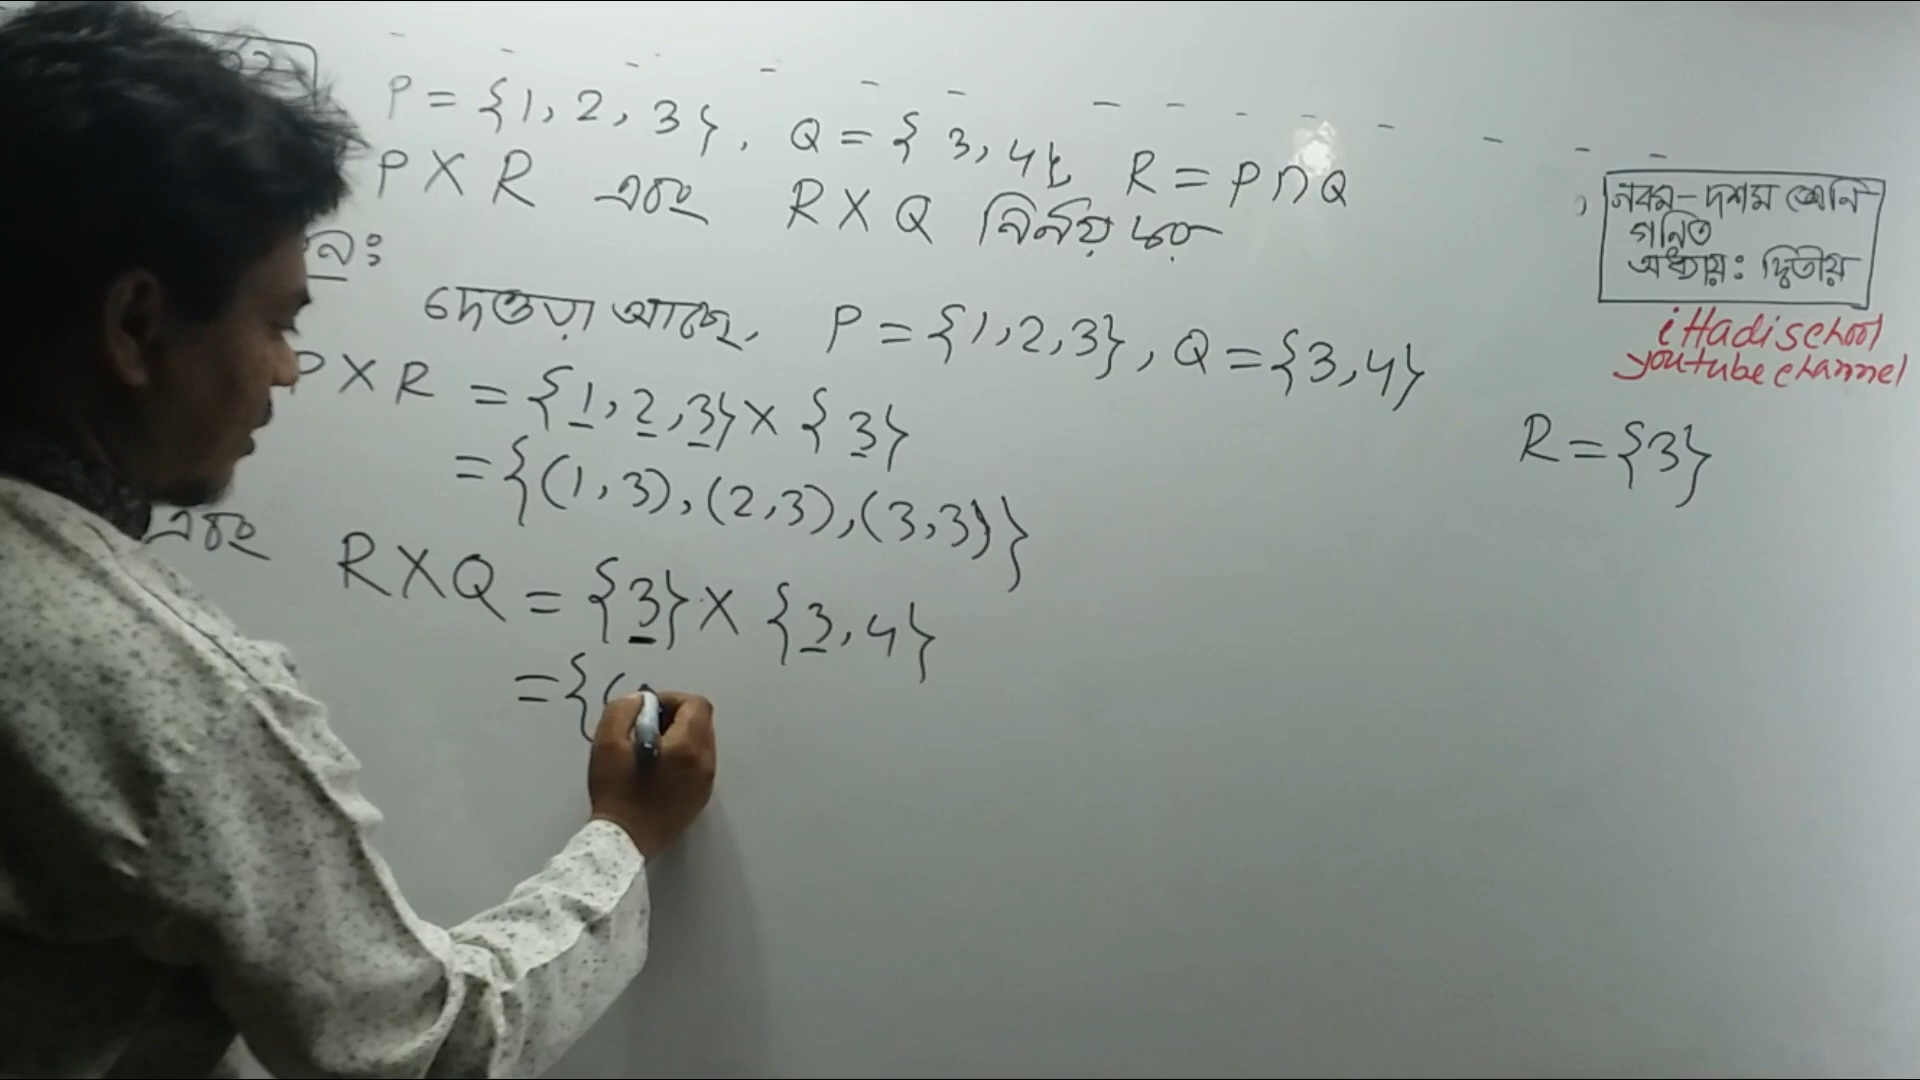 P = {1, 2, 3}, Q = {3, 4}, R = P∩Q
P X R এবং R X Q নির্নয় কর
নঃ
দেওয়া আছে, P = {1,2,3}, Q = {3,4}
R = {3}
P X R = {1, 2, 3} X {3}
= {(1,3), (2,3), (3,3)}
এবং R X Q = {3} X {3, 4}
= {(
নবম-দশম শ্রেনি
গনিত
অধ্যায়ঃ দ্বিতীয়
iHadischool
youtube channel